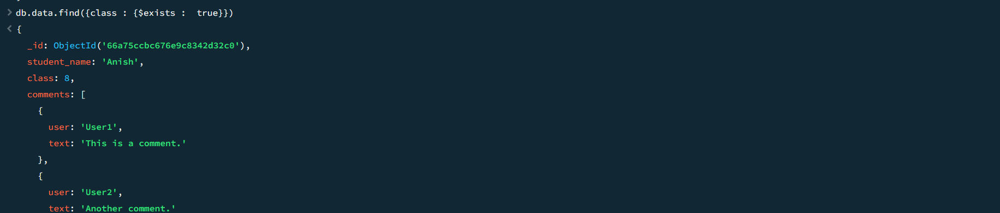 > db.data.find({class : {$exists :  true}})
< {
_id: ObjectId('66a75ccbc676e9c8342d32c0'),
student_name: 'Anish',
class: 8,
comments: [
{
user: 'User1',
text: 'This is a comment.'
},
{
user: 'User2',
text: 'Another comment.'